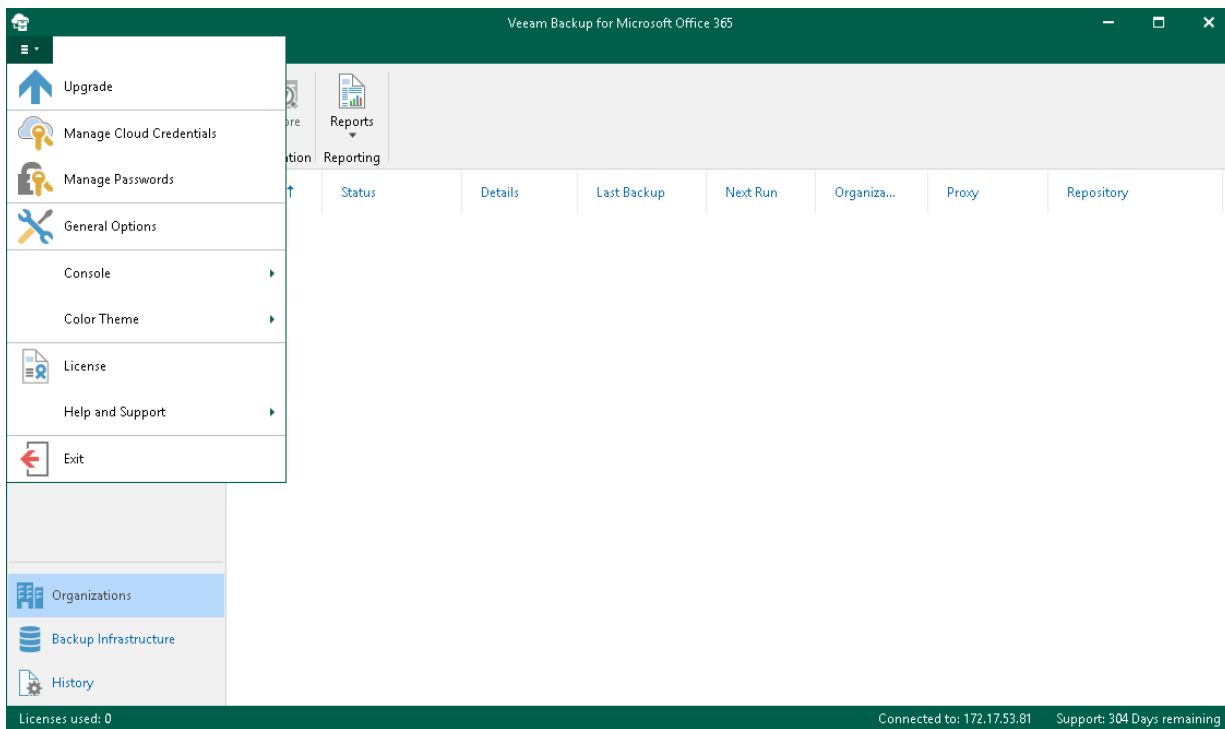 Veeam Backup for Microsoft Office 365
Upgrade
Manage Cloud Credentials
Manage Passwords
General Options
Console
Color Theme
License
Help and Support
Exit
Reports
Reporting
Status Details Last Backup Next Run Organiza... Proxy Repository
Organizations
Backup Infrastructure
History
Licenses used: 0 Connected to: 172.17.53.81 Support: 304 Days remaining